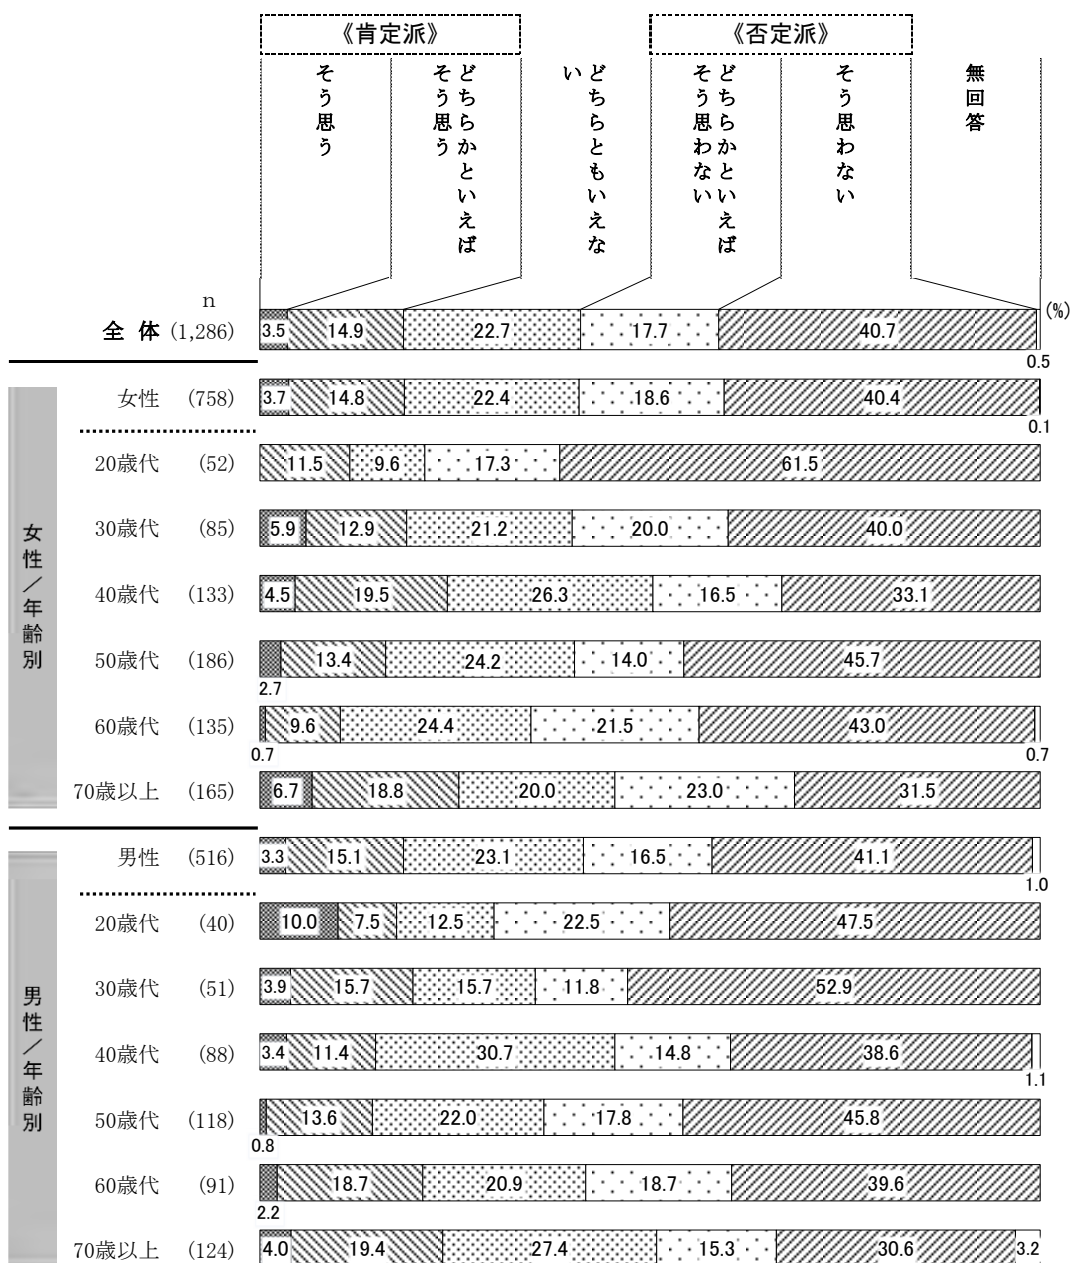 《肯定派》
《否定派》
そう思う
どちらかといえば
そう思う
どちらともいえな
い
どちらかといえば
そう思わない
そう思わない
無回答
n
(%)
全体 (1,286) 3.5 14.9 22.7 17.7 40.7
0.5
女性 (758) 3.7 14.8 22.4 18.6 40.4
0.1
女性／年齢別
20歳代 (52) 11.5 9.6 17.3 61.5
30歳代 (85) 5.9 12.9 21.2 20.0 40.0
40歳代 (133) 4.5 19.5 26.3 16.5 33.1
50歳代 (186) 13.4 24.2 14.0 45.7
2.7
60歳代 (135) 9.6 24.4 21.5 43.0
0.7 0.7
70歳以上 (165) 6.7 18.8 20.0 23.0 31.5
男性 (516) 3.3 15.1 23.1 16.5 41.1
1.0
男性／年齢別
20歳代 (40) 10.0 7.5 12.5 22.5 47.5
30歳代 (51) 3.9 15.7 15.7 11.8 52.9
40歳代 (88) 3.4 11.4 30.7 14.8 38.6
1.1
50歳代 (118) 13.6 22.0 17.8 45.8
0.8
60歳代 (91) 18.7 20.9 18.7 39.6
2.2
70歳以上 (124) 4.0 19.4 27.4 15.3 30.6 3.2